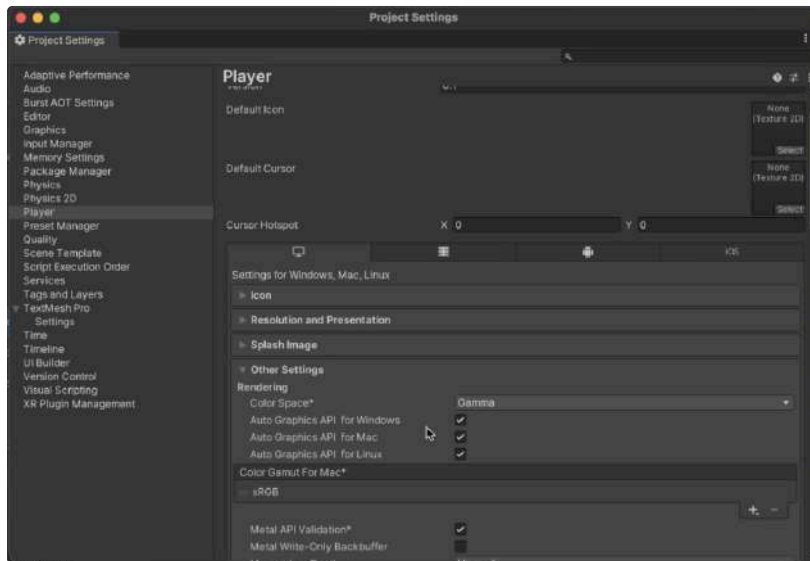 Project Settings
Project Settings
Adaptive Performance
Audio
Burst AOT Settings
Editor
Graphics
Input Manager
Memory Settings
Package Manager
Physics
Physics 2D
Player
Preset Manager
Quality
Scene Template
Script Execution Order
Services
Tags and Layers
TextMesh Pro
Settings
Time
Timeline
UI Builder
Version Control
Visual Scripting
XR Plugin Management
Player
Version 0.1
Default Icon
None
(Texture 2D)
Select
Default Cursor
None
(Texture 2D)
Select
Cursor Hotspot X 0 Y 0
iOS
Settings for Windows, Mac, Linux
Icon
Resolution and Presentation
Splash Image
Other Settings
Rendering
Color Space* Gamma
Auto Graphics API for Windows
Auto Graphics API for Mac
Auto Graphics API for Linux
Color Gamut For Mac*
sRGB
Metal API Validation*
Metal Write-Only Backbuffer